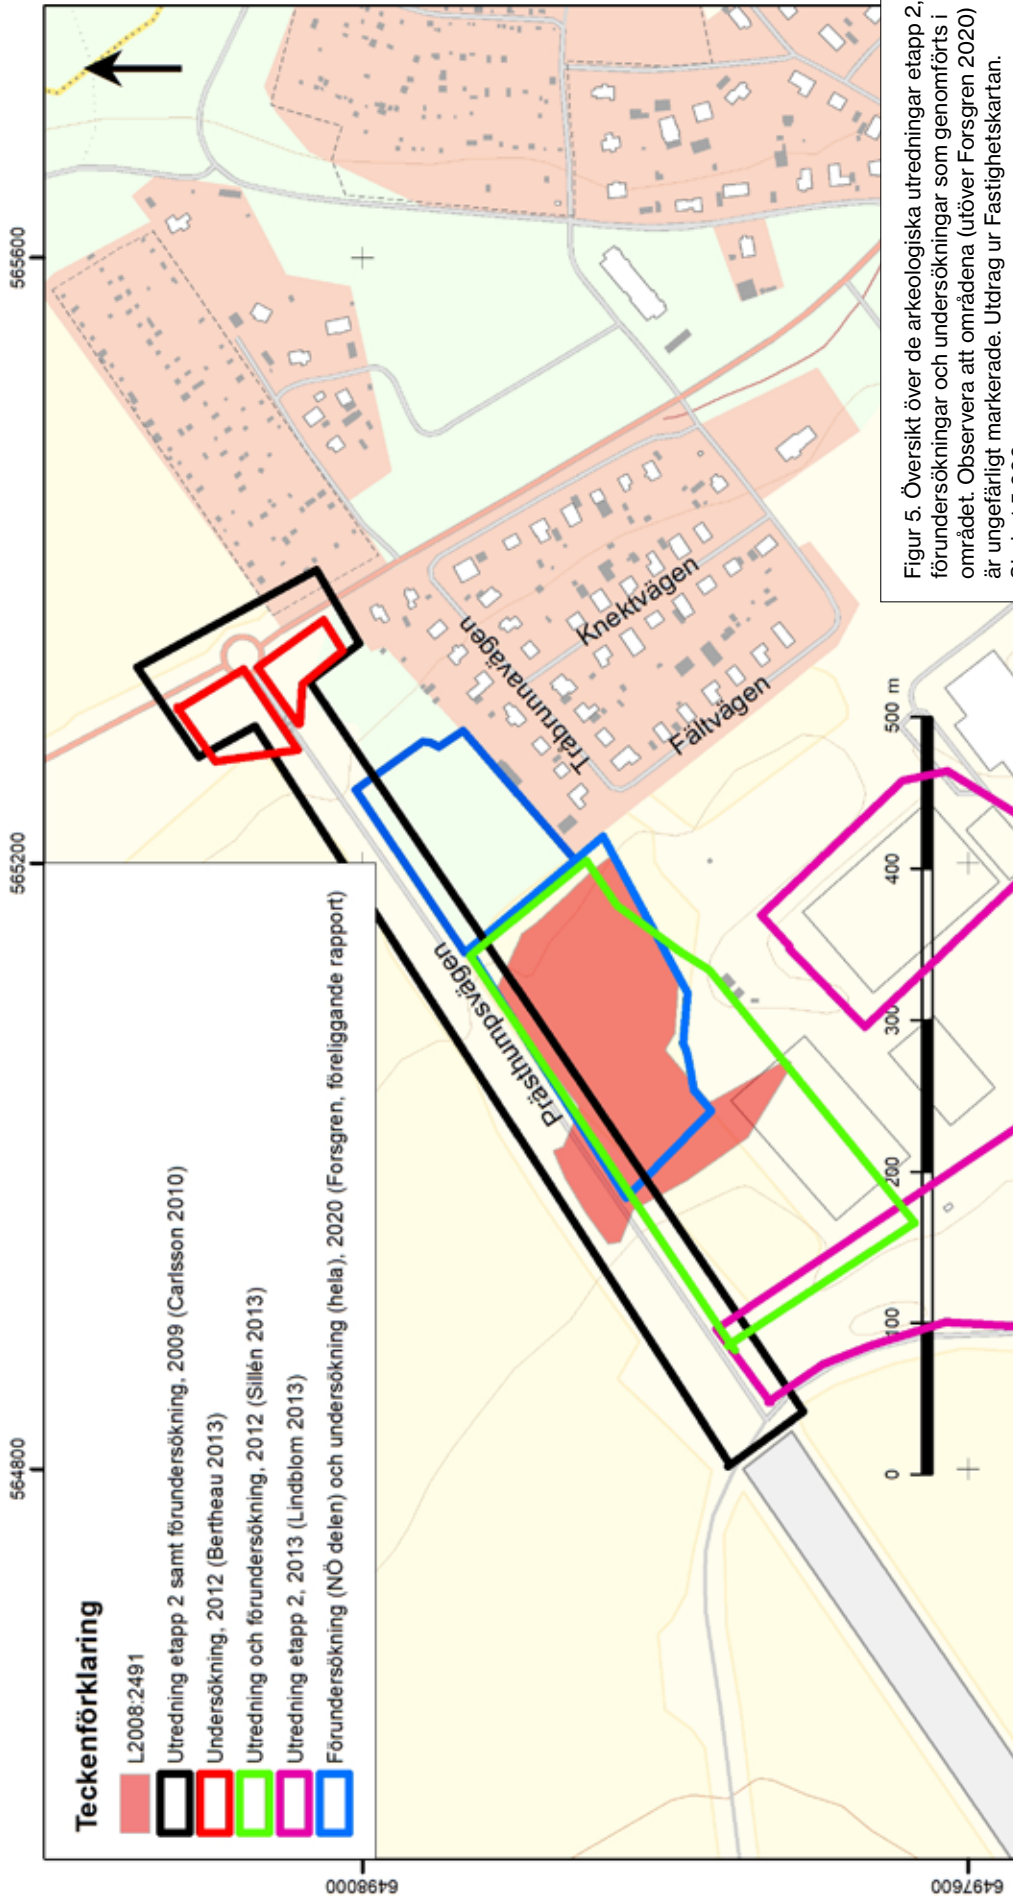 Teckenförklaring
L2008:2491
Utredning etapp 2 samt förundersökning, 2009 (Carlsson 2010)
Undersökning, 2012 (Bertheau 2013)
Utredning och förundersökning, 2012 (Sillén 2013)
Utredning etapp 2, 2013 (Lindblom 2013)
Förundersökning (NÖ delen) och undersökning (hela), 2020 (Forsgren, föreliggande rapport)
564800
565200
565600
6498000
6497600
Prästhumpsvägen
Träbrunnavägen
Knektvägen
Fältvägen
0
100
200
300
400
500 m
Figur 5. Översikt över de arkeologiska utredningar etapp 2,
förundersökningar och undersökningar som genomförts i
området. Observera att områdena (utöver Forsgren 2020)
är ungefärligt markerade. Utdrag ur Fastighetskartan.